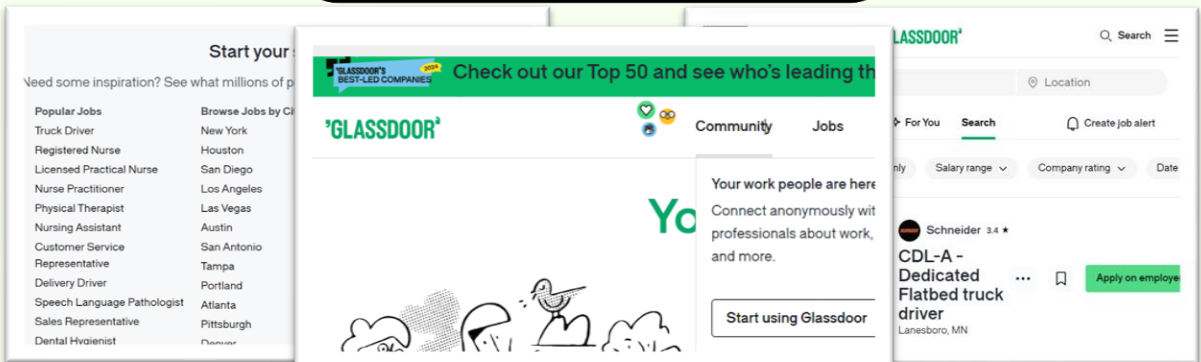 Start your
Need some inspiration? See what millions of p
Popular Jobs
Truck Driver
Registered Nurse
Licensed Practical Nurse
Nurse Practitioner
Physical Therapist
Nursing Assistant
Customer Service
Representative
Delivery Driver
Speech Language Pathologist
Sales Representative
Dental Hygienist
Browse Jobs by Ci
New York
Houston
San Diego
Los Angeles
Las Vegas
Austin
San Antonio
Tampa
Portland
Atlanta
Pittsburgh
Denver
GLASSDOOR'S 2024
BEST-LED COMPANIES
Check out our Top 50 and see who's leading th
GLASSDOOR
Community
Jobs
Your work people are here
Connect anonymously wit
professionals about work,
and more.
Yo
Start using Glassdoor
LASSDOOR
Search
Location
For You
Search
Create job alert
nly
Salary range
Company rating
Date
Schneider 3.4 ★
CDL-A -
Dedicated
Flatbed truck
driver
Lanesboro, MN
Apply on employe